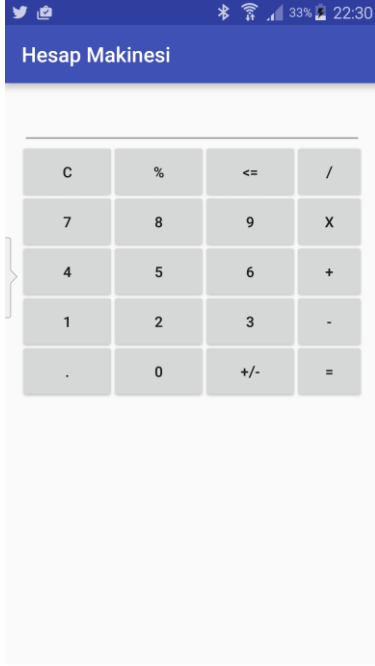 33% 22:30
Hesap Makinesi
C % <= /
7 8 9 X
4 5 6 +
1 2 3 -
. 0 +/- =